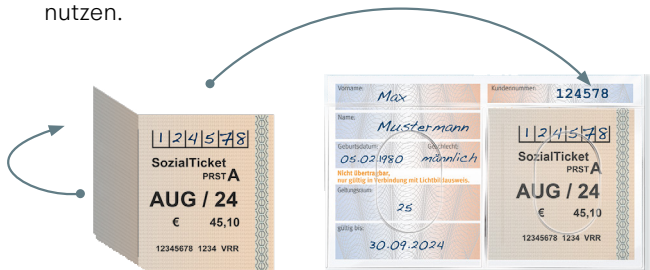 nutzen.
1 2 4 5 7 8
SozialTicket
PRST A
AUG / 24
€ 45,10
12345678 1234 VRR
Vorname:
Max
Kundennummer:
124578
Name:
Mustermann
Geburtsdatum: Geschlecht:
05.02.1980 männlich
Nicht übertragbar,
nur gültig in Verbindung mit Lichtbildausweis.
Geltungsraum:
25
gültig bis:
30.09.2024
1 2 4 5 7 8
SozialTicket
PRST A
AUG / 24
€ 45,10
12345678 1234 VRR